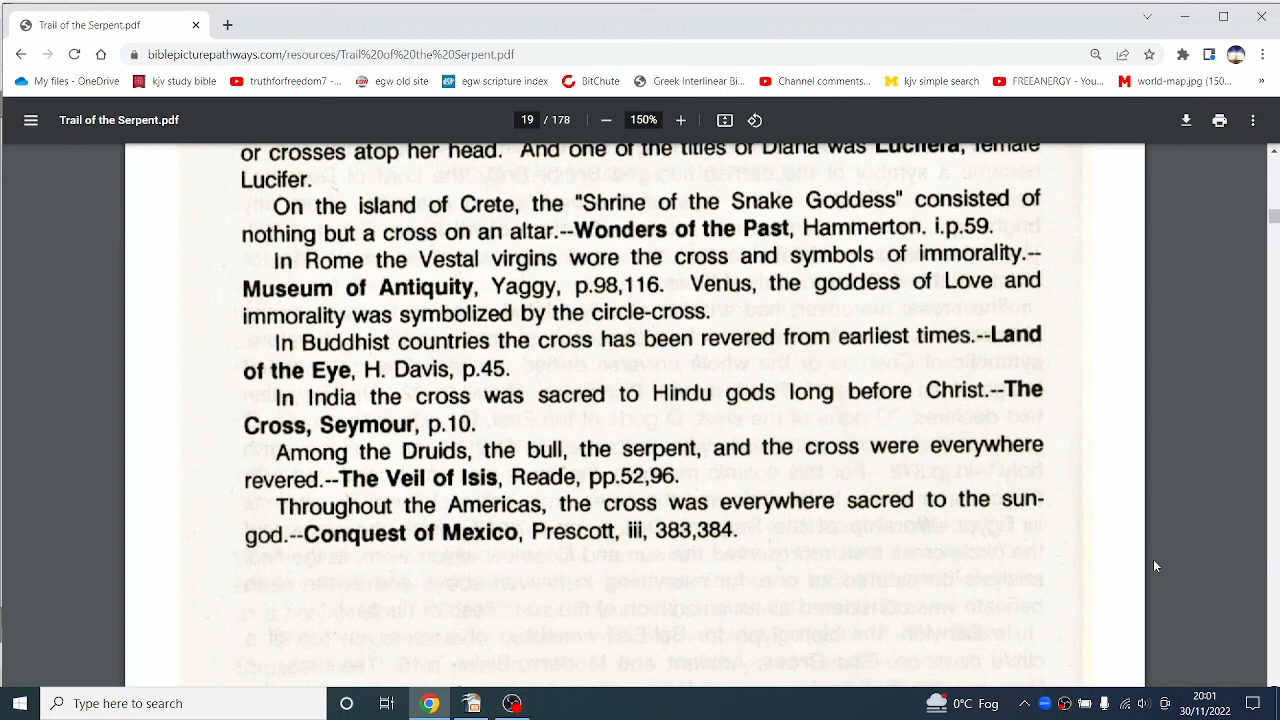 Trail of the Serpent.pdf
biblepicturepathways.com/resources/Trail%20of%20the%20Serpent.pdf
My files - OneDrive
kjv study bible
truthforfreedom7 -...
egw old site
egw scripture index
BitChute
Greek Interlinear Bi...
Channel comments...
kjv simple search
FREEANERGY - You...
world-map.jpg (150...
Trail of the Serpent.pdf
19 / 178
150%
or crosses atop her head. And one of the titles of Diana was Lucifera, female
Lucifer.
On the island of Crete, the "Shrine of the Snake Goddess" consisted of
nothing but a cross on an altar.--Wonders of the Past, Hammerton. i.p.59.
In Rome the Vestal virgins wore the cross and symbols of immorality.--
Museum of Antiquity, Yaggy, p.98,116. Venus, the goddess of Love and
immorality was symbolized by the circle-cross.
In Buddhist countries the cross has been revered from earliest times.--Land
of the Eye, H. Davis, p.45.
In India the cross was sacred to Hindu gods long before Christ.--The
Cross, Seymour, p.10.
Among the Druids, the bull, the serpent, and the cross were everywhere
revered.--The Veil of Isis, Reade, pp.52,96.
Throughout the Americas, the cross was everywhere sacred to the sun-
god.--Conquest of Mexico, Prescott, iii, 383,384.
Type here to search
0°C Fog
20:01
30/11/2022